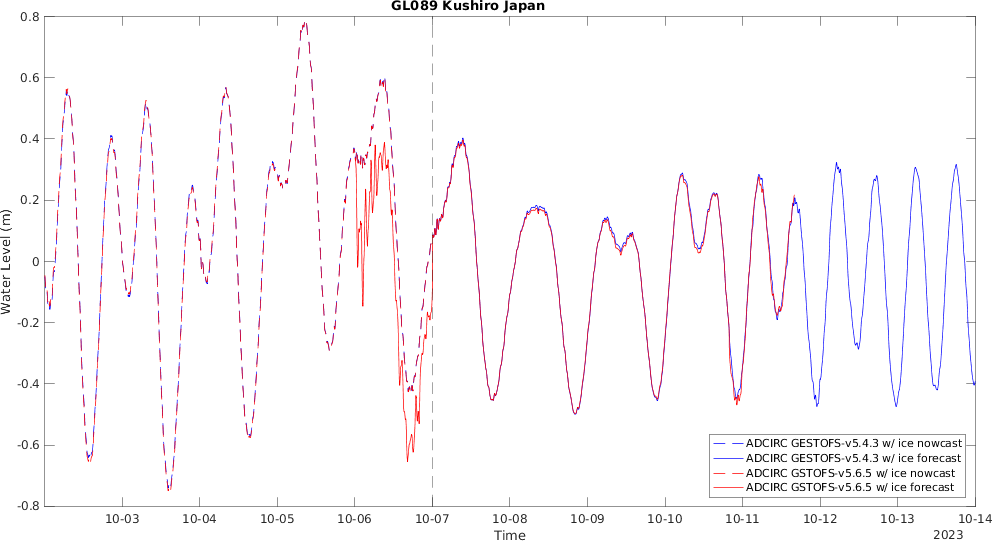 GL089 Kushiro Japan
0.8
0.6
0.4
0.2
0
-0.2
-0.4
-0.6
-0.8
Water Level (m)
10-03 10-04 10-05 10-06 10-07 10-08 10-09 10-10 10-11 10-12 10-13 10-14
Time
2023
ADCIRC GESTOFS-v5.4.3 w/ ice nowcast
ADCIRC GESTOFS-v5.4.3 w/ ice forecast
ADCIRC GSTOFS-v5.6.5 w/ ice nowcast
ADCIRC GSTOFS-v5.6.5 w/ ice forecast